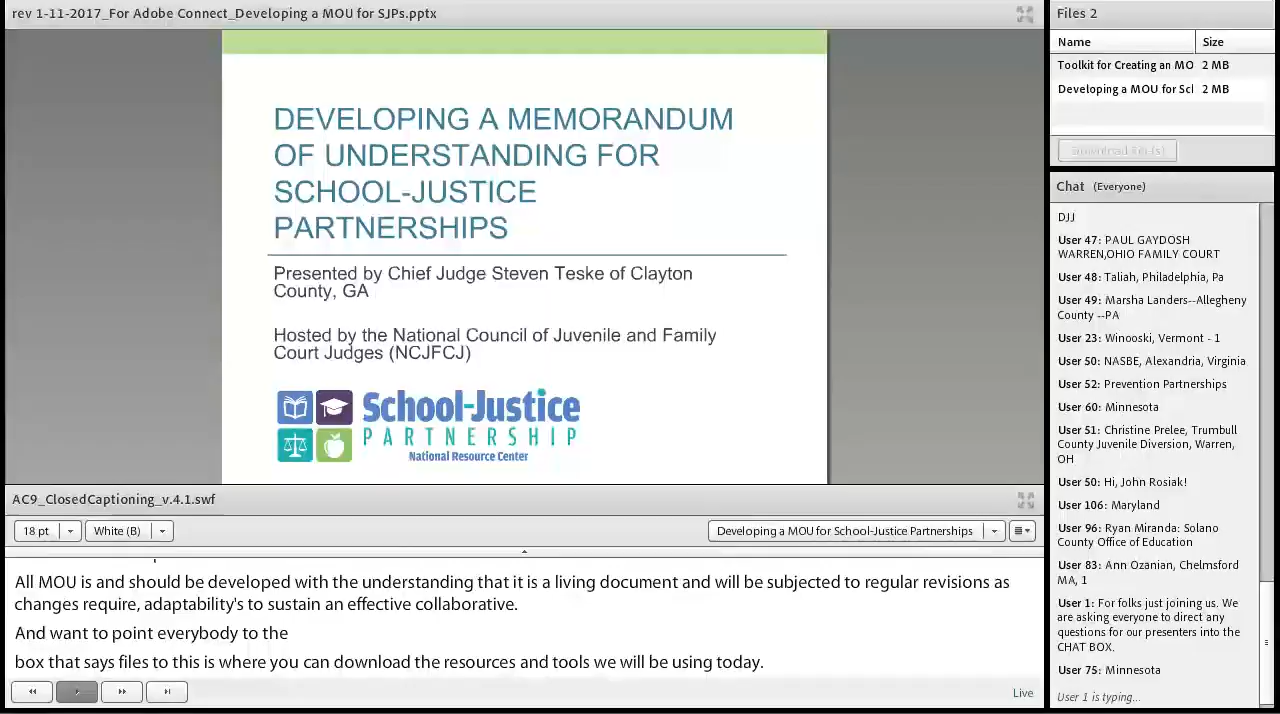 rev 1-11-2017_For Adobe Connect_Developing a MOU for SJPs.pptx
DEVELOPING A MEMORANDUM
OF UNDERSTANDING FOR
SCHOOL-JUSTICE
PARTNERSHIPS
Presented by Chief Judge Steven Teske of Clayton
County, GA
Hosted by the National Council of Juvenile and Family
Court Judges (NCJFCJ)
School-Justice
PARTNERSHIP
National Resource Center
AC9_ClosedCaptioning_v.4.1.swf
18 pt
White (B)
Developing a MOU for School-Justice Partnerships
All MOU is and should be developed with the understanding that it is a living document and will be subjected to regular revisions as
changes require, adaptability's to sustain an effective collaborative.
And want to point everybody to the
box that says files to this is where you can download the resources and tools we will be using today.
Live
Files 2
Name Size
Toolkit for Creating an MO 2 MB
Developing a MOU for Scl 2 MB
Download File(s)
Chat (Everyone)
DJJ
User 47: PAUL GAYDOSH
WARREN,OHIO FAMILY COURT
User 48: Taliah, Philadelphia, Pa
User 49: Marsha Landers--Allegheny
County --PA
User 23: Winooski, Vermont - 1
User 50: NASBE, Alexandria, Virginia
User 52: Prevention Partnerships
User 60: Minnesota
User 51: Christine Prelee, Trumbull
County Juvenile Diversion, Warren,
OH
User 50: Hi, John Rosiak!
User 106: Maryland
User 96: Ryan Miranda: Solano
County Office of Education
User 83: Ann Ozanian, Chelmsford
MA, 1
User 1: For folks just joining us. We
are asking everyone to direct any
questions for our presenters into the
CHAT BOX.
User 75: Minnesota
User 1 is typing...